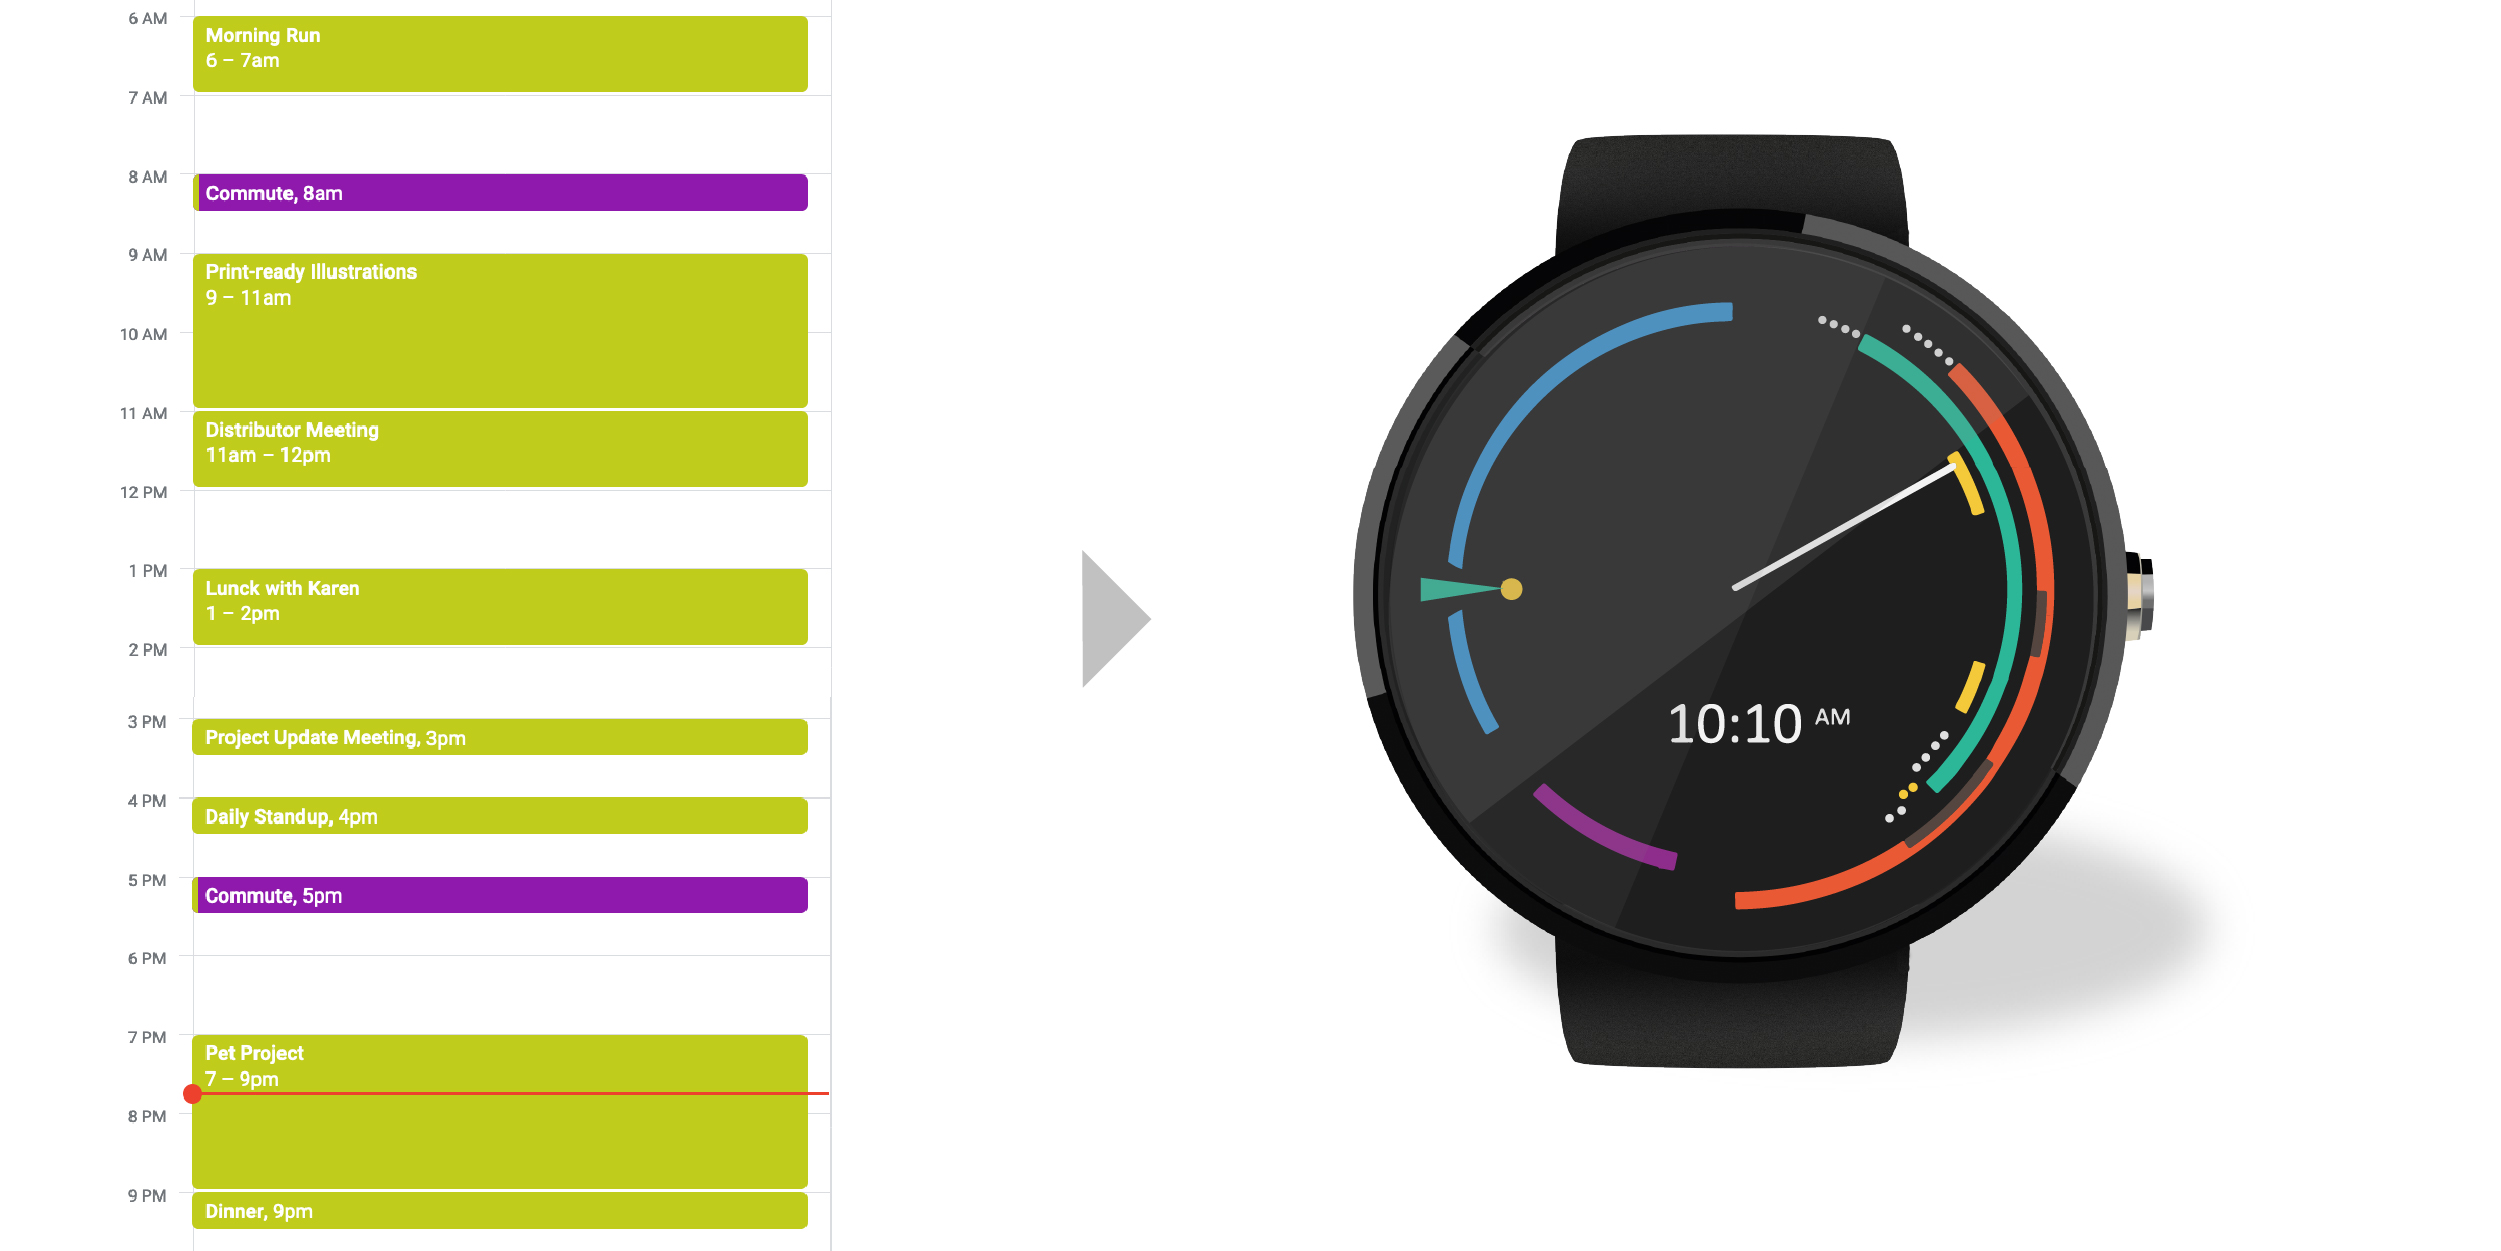 6 AM
Morning Run
6 – 7am
7 AM
8 AM
Commute, 8am
9 AM
Print-ready Illustrations
9 – 11am
10 AM
11 AM
Distributor Meeting
11am – 12pm
12 PM
1 PM
Lunck with Karen
1 – 2pm
2 PM
3 PM
Project Update Meeting, 3pm
4 PM
Daily Standup, 4pm
5 PM
Commute, 5pm
6 PM
7 PM
Pet Project
7 – 9pm
8 PM
9 PM
Dinner, 9pm
10:10 AM